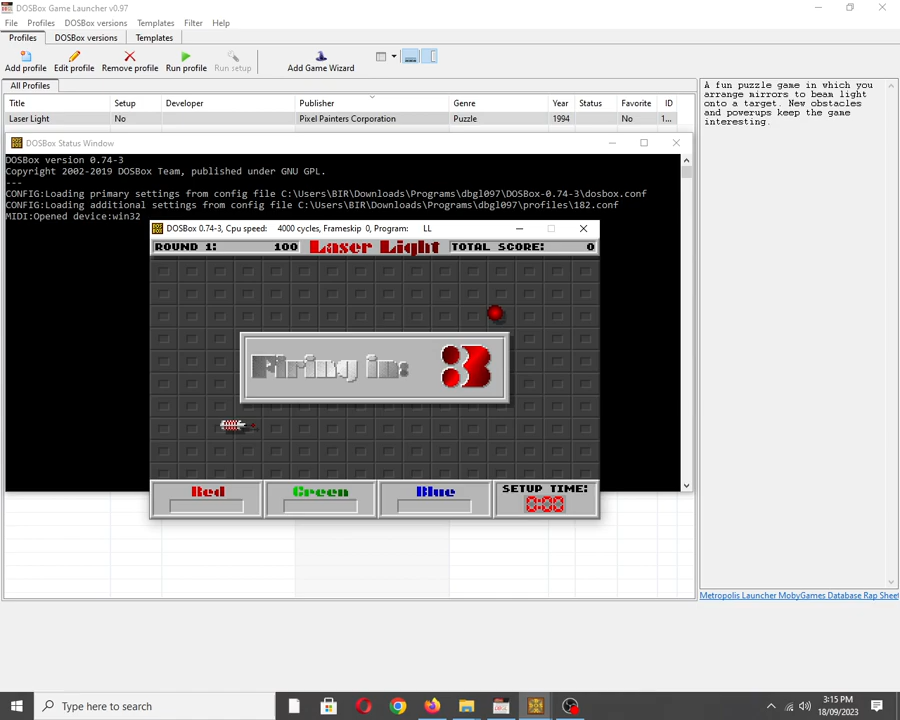 DOSBox Game Launcher v0.97
File Profiles DOSBox versions Templates Filter Help
Profiles DOSBox versions Templates
Add profile Edit profile Remove profile Run profile Run setup Add Game Wizard
All Profiles
Title Setup Developer Publisher Genre Year Status Favorite ID
Laser Light No Pixel Painters Corporation Puzzle 1994 No 1...
A fun puzzle game in which you
arrange mirrors to beam light
onto a target. New obstacles
and powerups keep the game
interesting.
DOSBox Status Window
DOSBox version 0.74-3
Copyright 2002-2019 DOSBox Team, published under GNU GPL.
---
CONFIG:Loading primary settings from config file C:\Users\BIR\Downloads\Programs\dbgl097\DOSBox-0.74-3\dosbox.conf
CONFIG:Loading additional settings from config file C:\Users\BIR\Downloads\Programs\dbgl097\profiles\182.conf
MIDI:Opened device:win32
DOSBox 0.74-3, Cpu speed: 4000 cycles, Frameskip 0, Program: LL
ROUND 1: 100 Laser Light TOTAL SCORE: 0
Firing in: :3
Red Green Blue SETUP TIME:
0:00
Metropolis Launcher MobyGames Database Rap Sheet
Type here to search
3:15 PM
18/09/2023